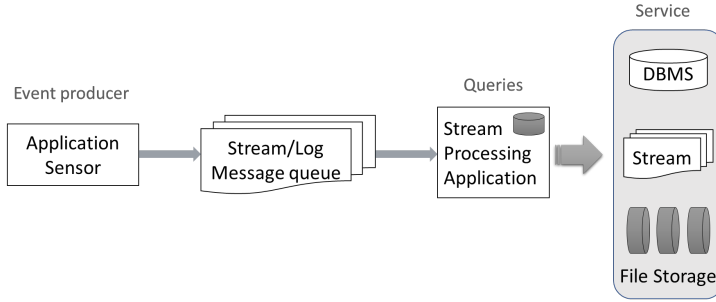 Service
DBMS
Event producer
Queries
Application
Sensor
Stream/Log
Message queue
Stream
Processing
Application
Stream
File Storage